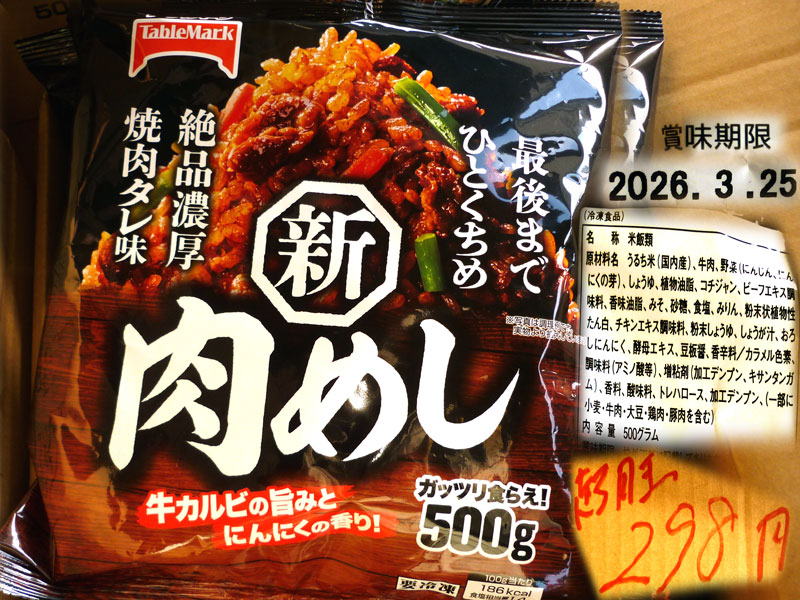 TableMark
絶品濃厚
焼肉タレ味
最後まで
ひとくちめ
新
肉めし
牛カルビの旨みと
にんにくの香り!
ガッツリ食らえ!
500g
要冷凍
100g当たり
186kcal
賞味期限
2026. 3 .25
(冷凍食品)
名 称 米飯類
原材料名 うるち米(国内産)、牛肉、野菜(にんじん、にん
にくの芽)、しょうゆ、植物油脂、コチジャン、ビーフエキス調
味料、香味油脂、みそ、砂糖、食塩、みりん、粉末状植物性
たん白、チキンエキス調味料、粉末しょうゆ、しょうが汁、おろ
しにんにく、酵母エキス、豆板醤、香辛料/カラメル色素、
調味料(アミノ酸等)、増粘剤(加工デンプン、キサンタンガ
ム)、香料、酸味料、トレハロース、加工デンプン、(一部に
小麦・牛肉・大豆・鶏肉・豚肉を含む)
内 容 量 500グラム
298円